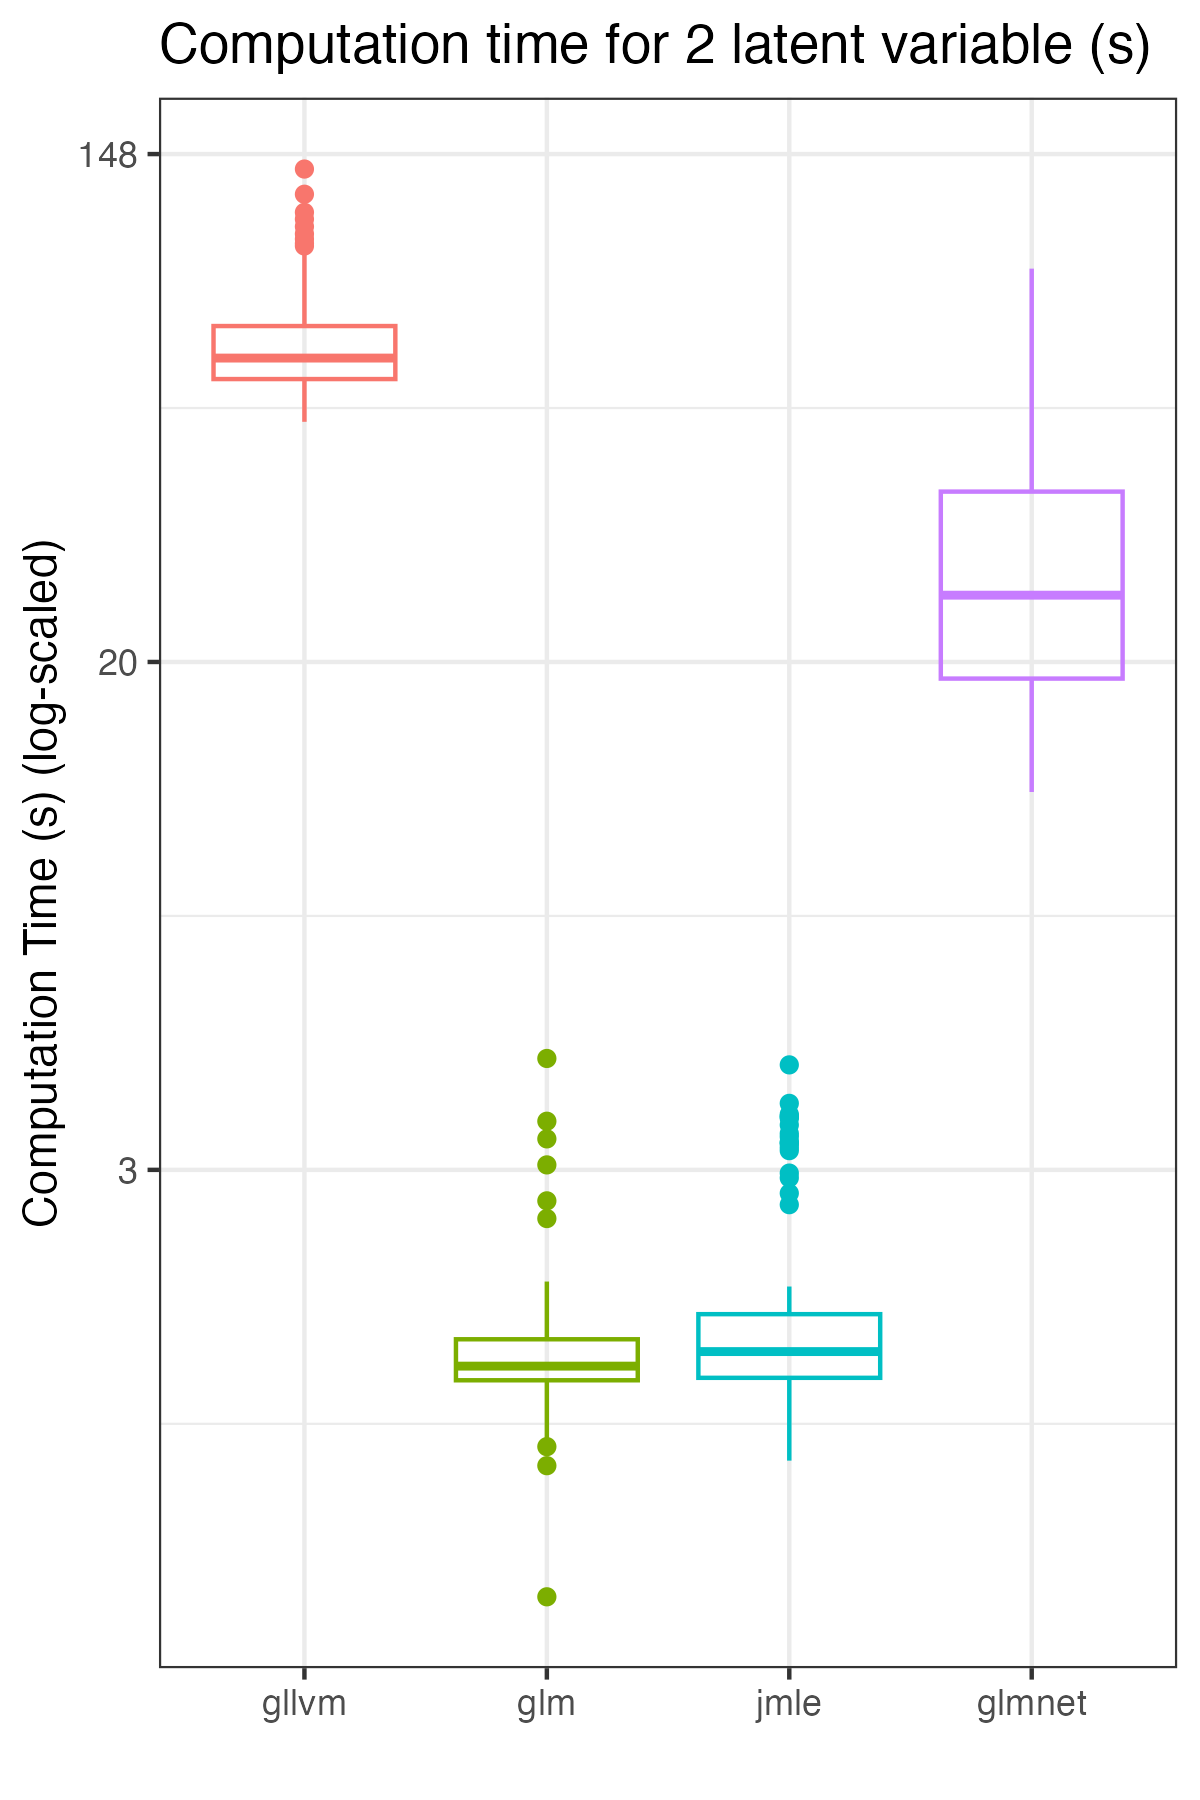 Computation time for 2 latent variable (s)
148
20
3
Computation Time (s) (log-scaled)
gllvm
glm
jmle
glmnet